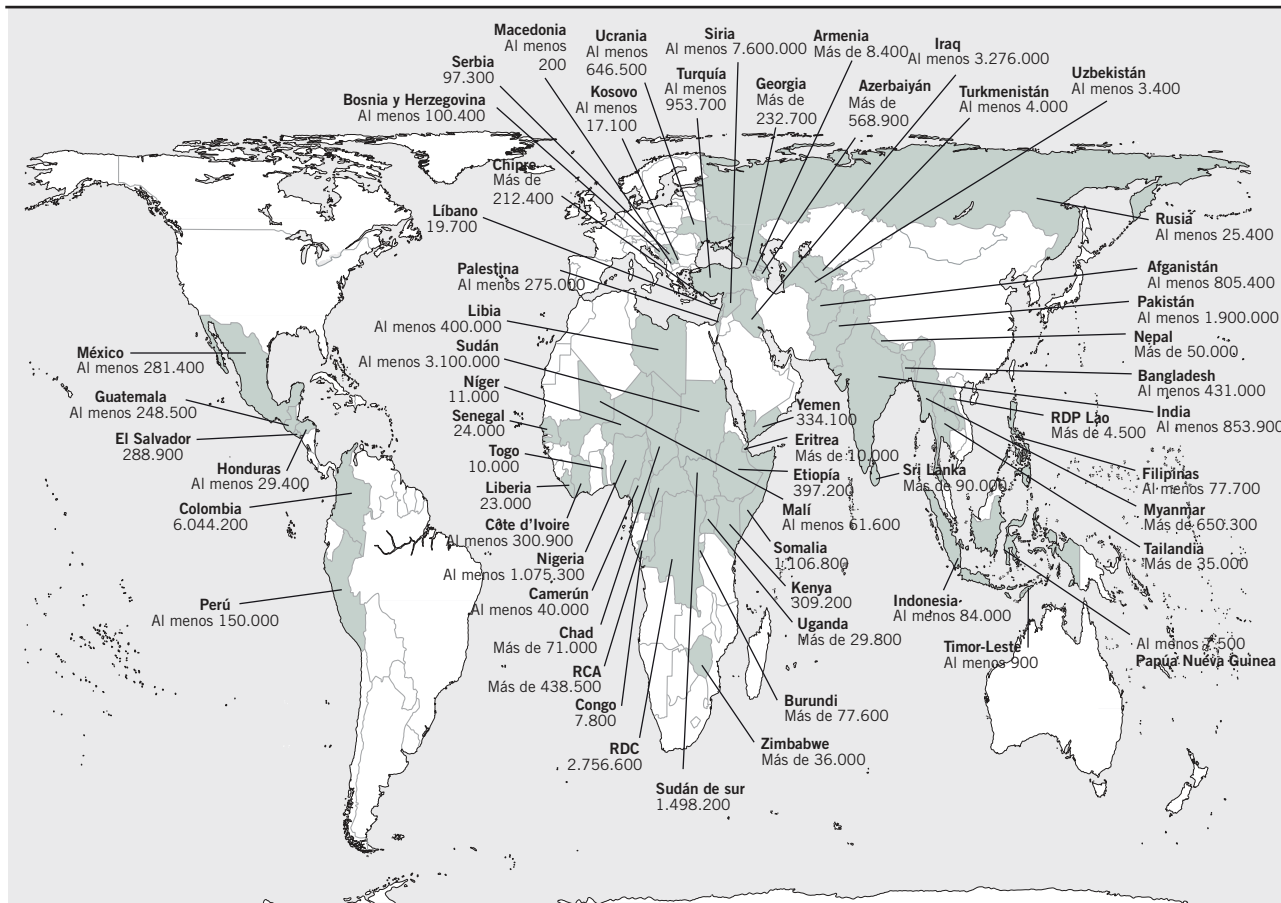 Macedonia
Al menos
200
Ucrania
Al menos
646.500
Siria
Al menos 7.600.000
Armenia
Más de 8.400
Iraq
Al menos 3.276.000
Serbia
97.300
Kosovo
Al menos
17.100
Turquía
Al menos
953.700
Georgia
Más de
232.700
Azerbaiyán
Más de
568.900
Turkmenistán
Al menos 4.000
Uzbekistán
Al menos
3.400
Bosnia y Herzegovina
Al menos 100.400
Chipre
Más de
212.400
Líbano
19.700
Palestina
275.000
Libia
Al menos 400.000
Sudán
Al menos 3.100.000
Níger
11.000
Senegal
24.000
Togo
10.000
Liberia
23.000
Côte d'Ivoire
Al menos 300.900
Nigeria
Al menos 1.075.300
Camerún
Al menos 40.000
Chad
Más de 71.000
RCA
Más de 438.500
Congo
7.800
RDC
2.756.600
Sudán de sur
1.498.200
México
Al menos 281.400
Guatemala
Al menos 248.500
El Salvador
288.900
Honduras
Al menos 29.400
Colombia
6.044.200
Perú
Al menos 150.000
Yemen
334.100
Eritrea
Más de 10.000
Etiopía
397.200
Malí
Al menos 61.600
Somalia
1.106.800
Kenya
309.200
Uganda
Más de 29.800
Burundi
Más de 77.600
Zimbabwe
Más de 36.000
Rusia
Al menos 25.400
Afganistán
Al menos 805.400
Pakistán
Al menos 1.900.000
Nepal
Más de 50.000
Bangladesh
Al menos 431.000
RDP Lao
Más de 4.500
India
Al menos 853.900
Sri Lanka
Más de 90.000
Filipinas
Al menos 77.700
Myanmar
Más de 650.300
Tailandia
Más de 35.000
Indonesia
Al menos 84.000
Timor-Leste
Al menos 900
Al menos 7.500
Papúa Nueva Guinea